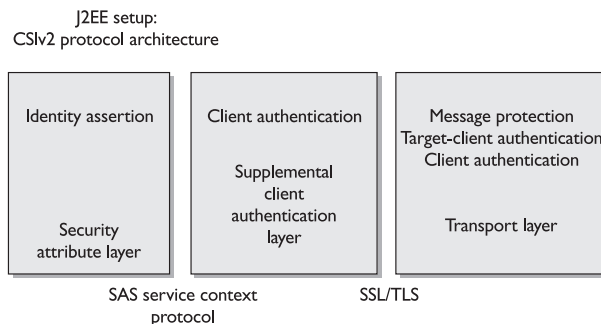 J2EE setup:
CSIv2 protocol architecture
Identity assertion
Security
attribute layer
Client authentication
Supplemental
client
authentication
layer
Message protection
Target-client authentication
Client authentication
Transport layer
SAS service context
protocol
SSL/TLS